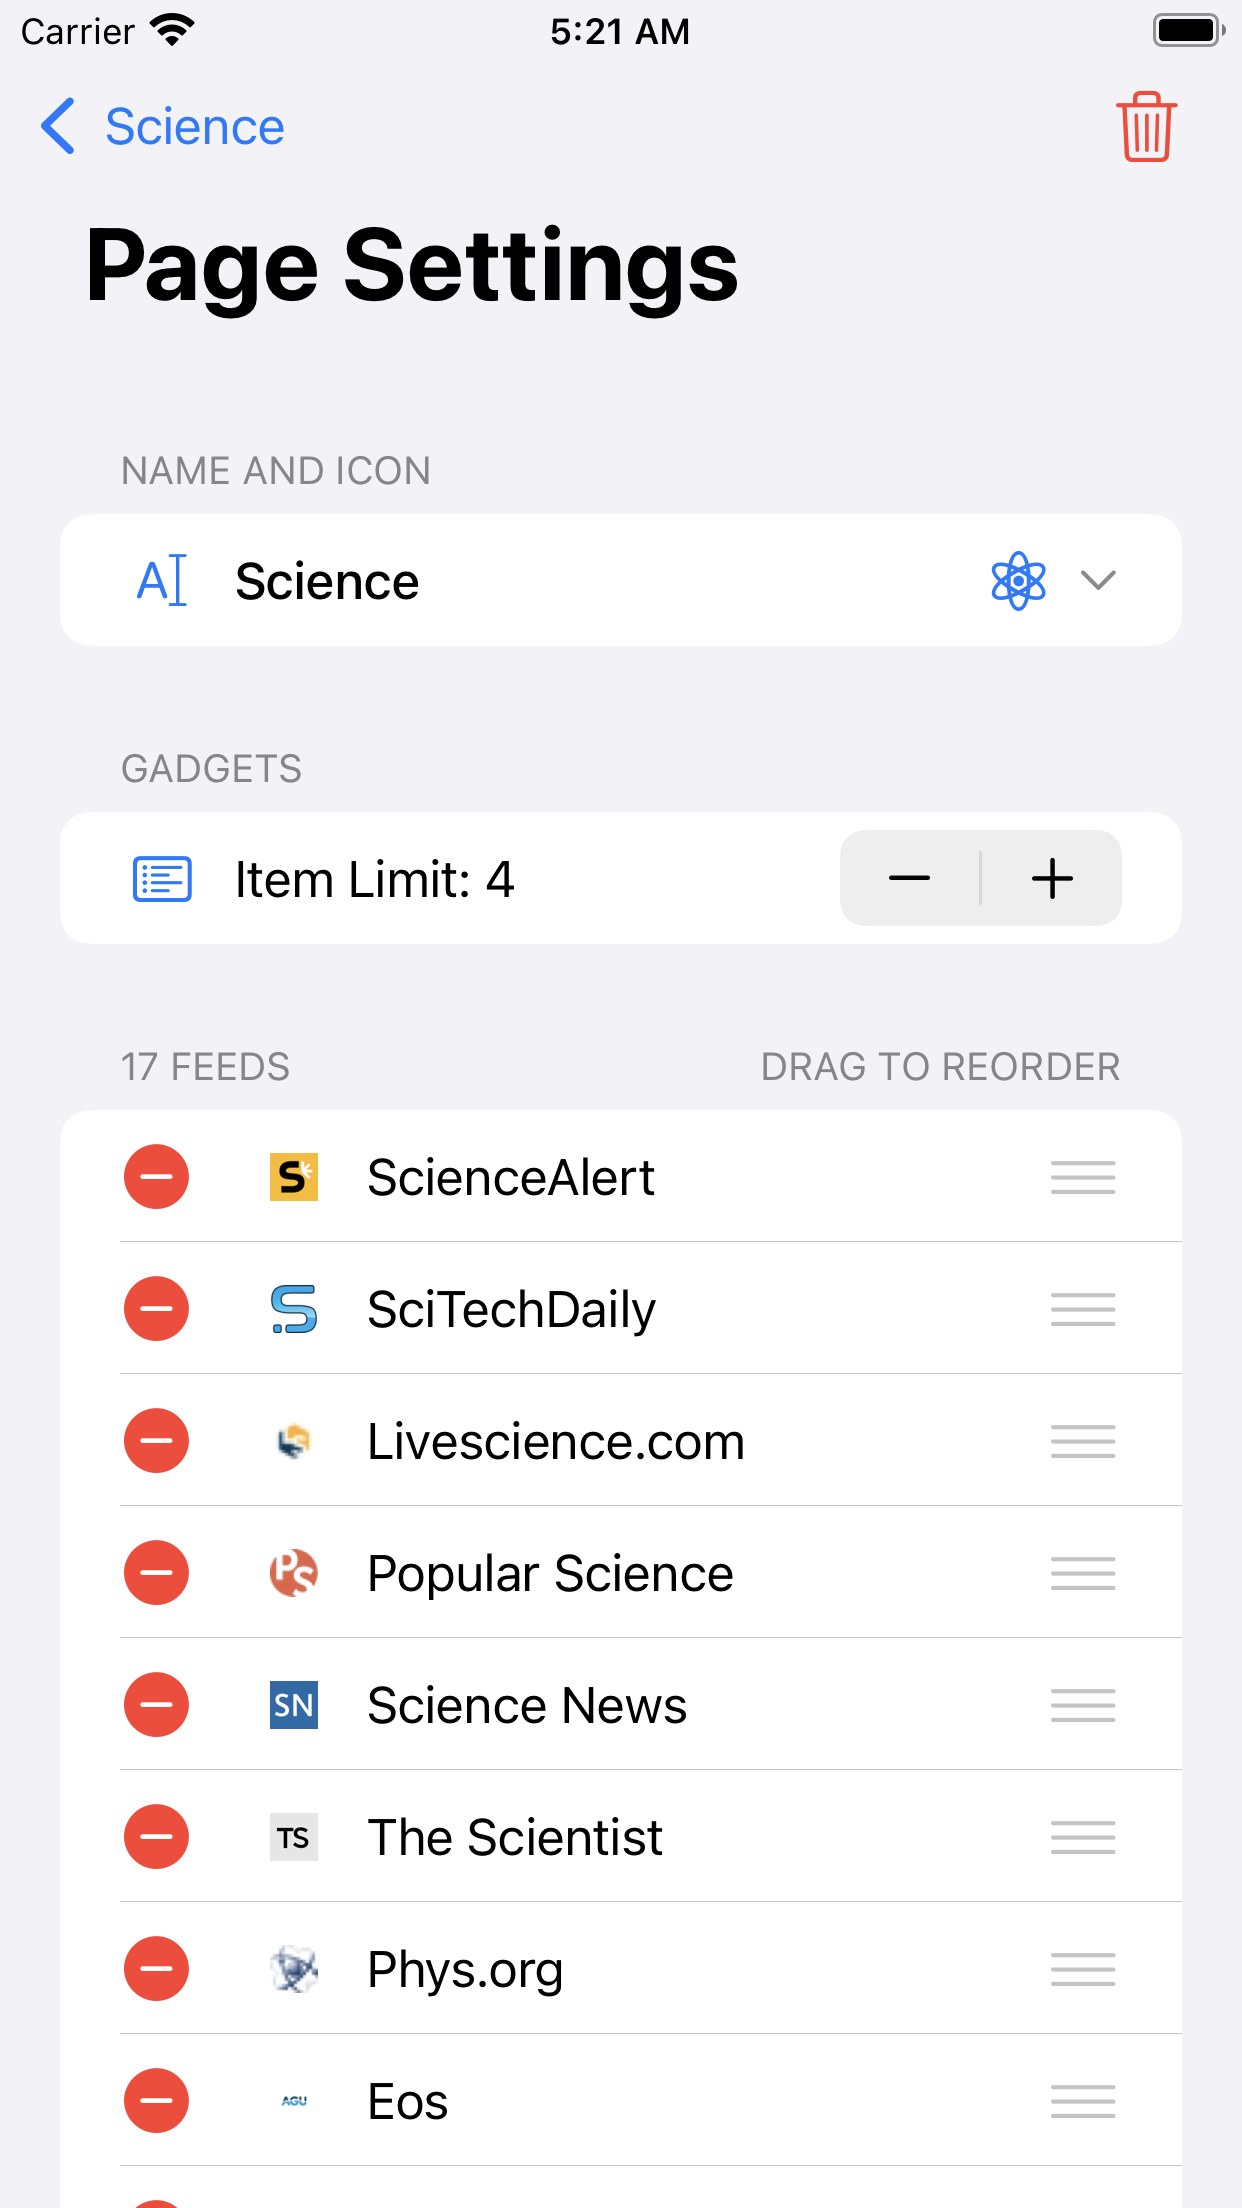 Carrier 5:21 AM
Science
Page Settings
NAME AND ICON
A Science
GADGETS
Item Limit: 4
17 FEEDS DRAG TO REORDER
S ScienceAlert
S SciTechDaily
Livescience.com
PS Popular Science
SN Science News
TS The Scientist
Phys.org
AGU Eos